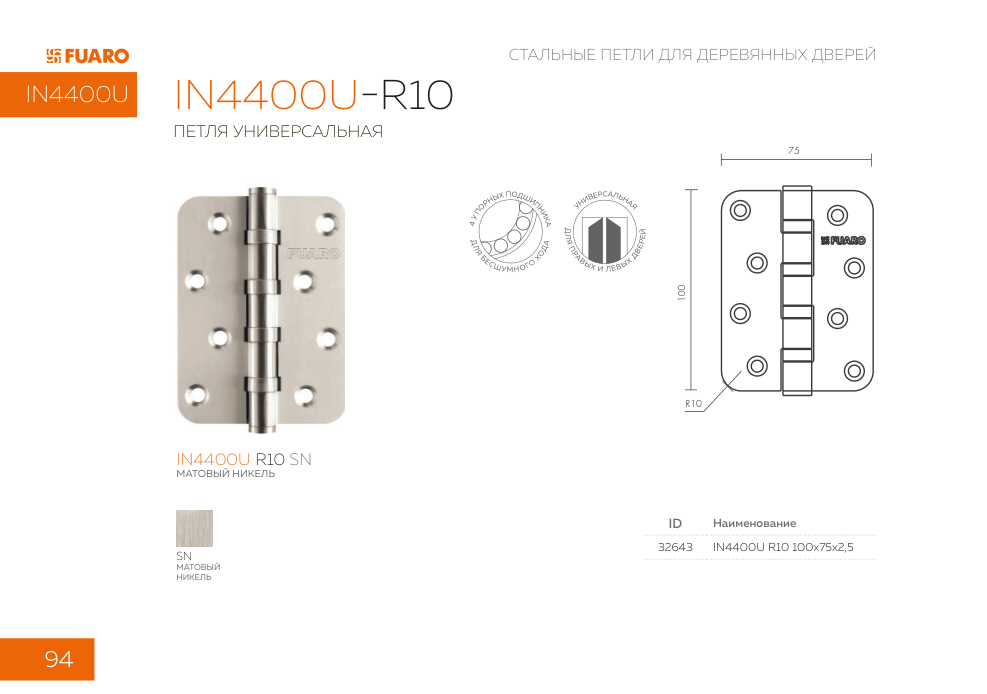 FUARO
СТАЛЬНЫЕ ПЕТЛИ ДЛЯ ДЕРЕВЯННЫХ ДВЕРЕЙ
IN4400U
IN4400U-R10
ПЕТЛЯ УНИВЕРСАЛЬНАЯ
75
4 УПОРНЫХ ПОДШИПНИКА
ДЛЯ БЕСШУМНОГО ХОДА
УНИВЕРСАЛЬНАЯ
ДЛЯ ПРАВЫХ И ЛЕВЫХ ДВЕРЕЙ
FUARO
FUARO
100
R10
IN4400U R10 SN
МАТОВЫЙ НИКЕЛЬ
SN
МАТОВЫЙ
НИКЕЛЬ
ID Наименование
32643 IN4400U R10 100x75x2,5
94